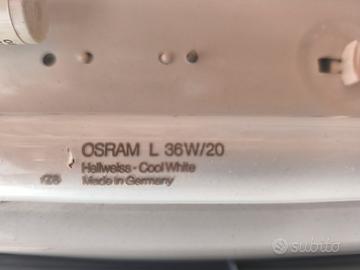 OSRAM L 36W/20
Hellweiss - Cool White
Made in Germany
subito